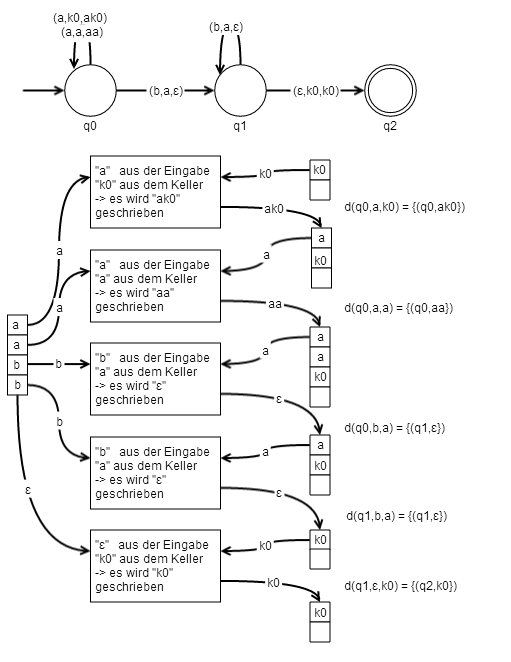 (a,k0,ak0)
(a,a,aa)
(b,a,ε)
(b,a,ε)
(ε,k0,k0)
q0
q1
q2
"a" aus der Eingabe
"k0" aus dem Keller
-> es wird "ak0"
geschrieben
k0
k0
ak0
d(q0,a,k0) = {(q0,ak0)}
a
"a" aus der Eingabe
"a" aus dem Keller
-> es wird "aa"
geschrieben
a
a
k0
aa
d(q0,a,a) = {(q0,aa)}
a
a
a
b
b
b
"b" aus der Eingabe
"a" aus dem Keller
-> es wird "ε"
geschrieben
a
a
a
k0
ε
d(q0,b,a) = {(q1,ε)}
b
"b" aus der Eingabe
"a" aus dem Keller
-> es wird "ε"
geschrieben
a
a
k0
ε
d(q1,b,a) = {(q1,ε)}
ε
"ε" aus der Eingabe
"k0" aus dem Keller
-> es wird "k0"
geschrieben
k0
k0
k0
d(q1,ε,k0) = {(q2,k0)}
k0